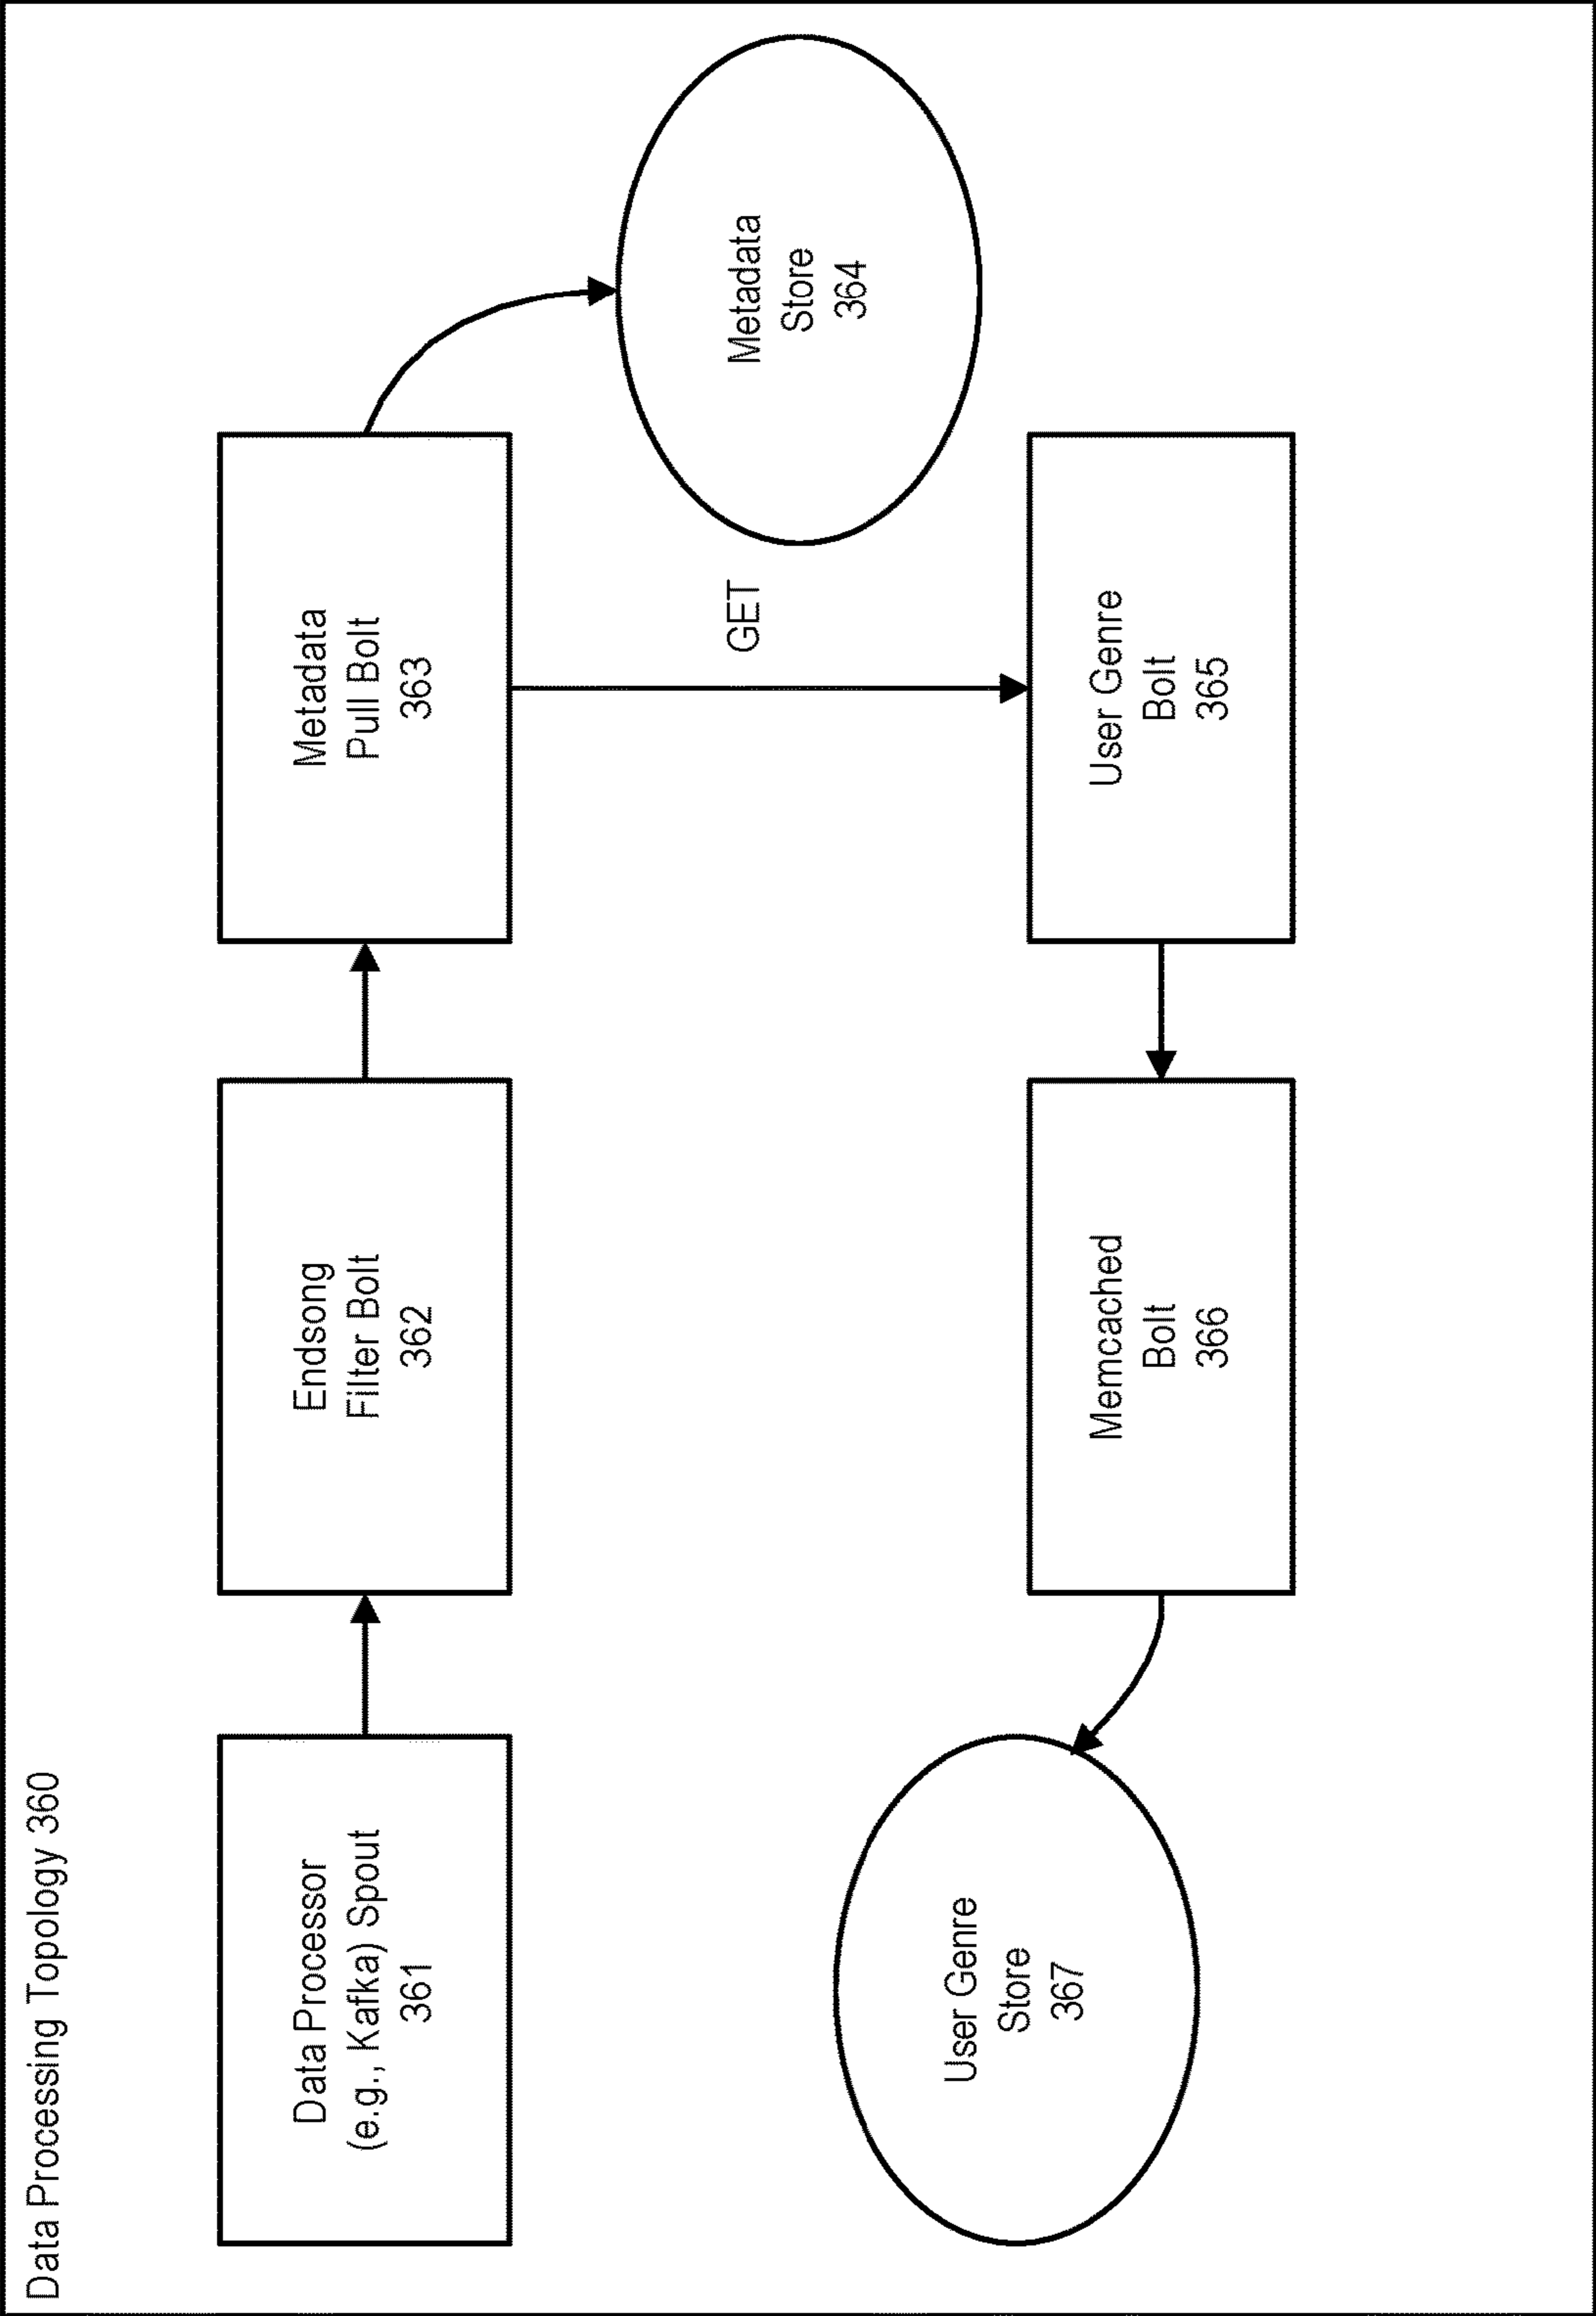 Data Processing Topology 360
Data Processor
(e.g., Kafka) Spout
361
Endsong
Filter Bolt
362
Metadata
Pull Bolt
363
Metadata
Store
364
GET
User Genre
Bolt
365
Memcached
Bolt
366
User Genre
Store
367